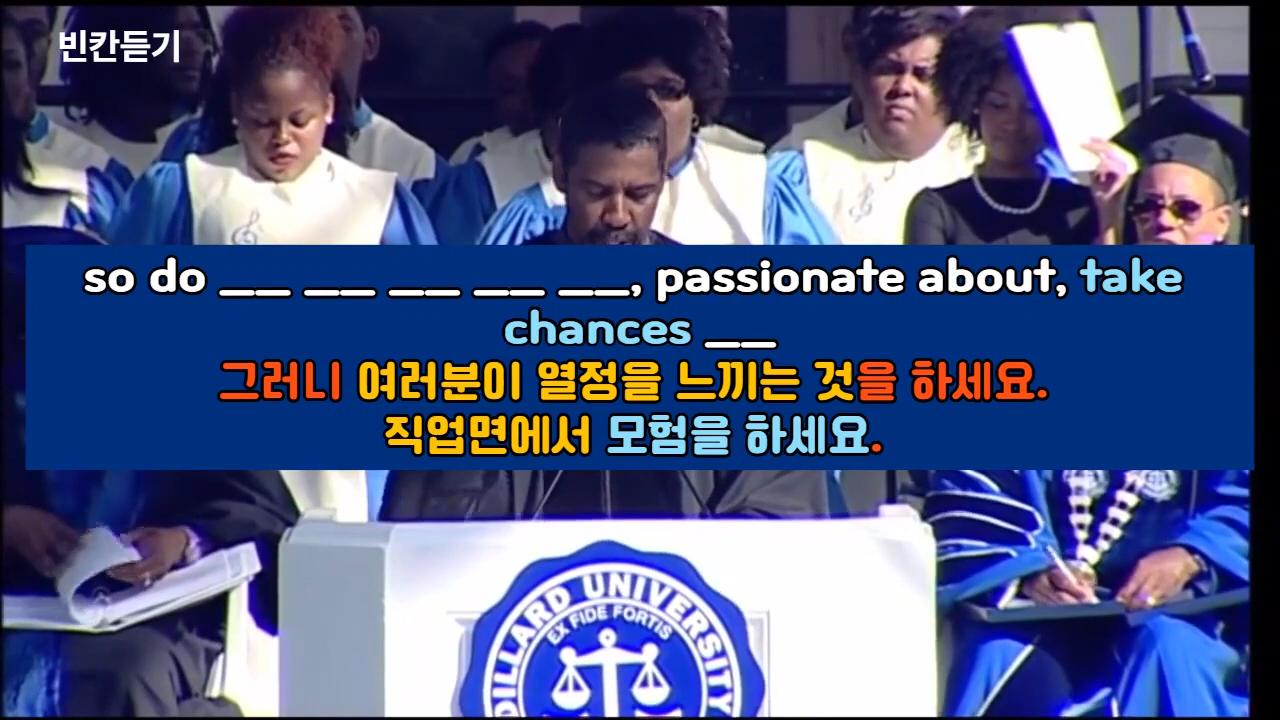 빈칸듣기
so do __ __ __ __ __, passionate about, take
chances __
그러니 여러분이 열정을 느끼는 것을 하세요.
직업면에서 모험을 하세요.
DILLARD UNIVERSITY
EX FIDE FORTIS